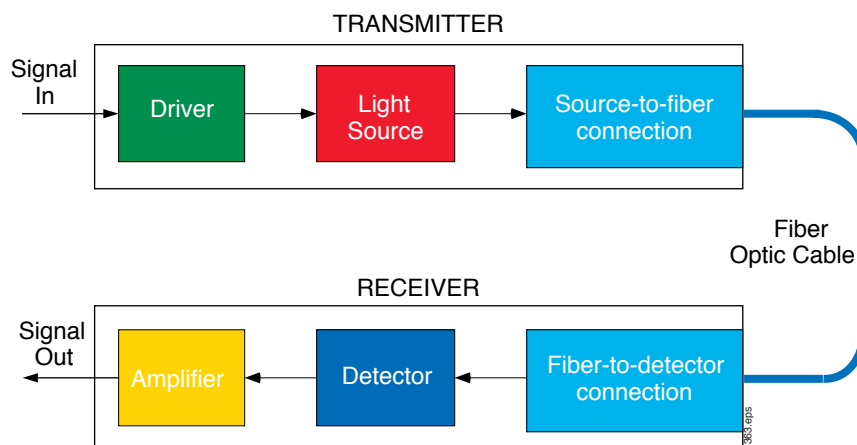 TRANSMITTER
Signal
In
Driver
Light
Source
Source-to-fiber
connection
Fiber
Optic Cable
RECEIVER
Signal
Out
Amplifier
Detector
Fiber-to-detector
connection
363.eps